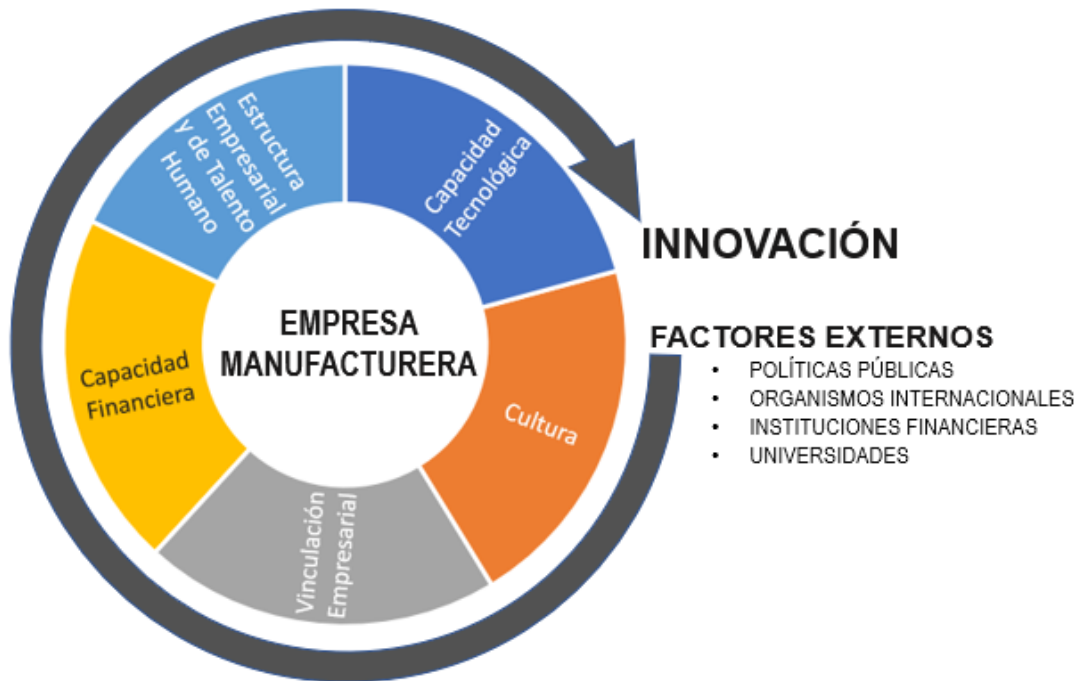 Estructura
Empresarial
y de Talento
Humano
Capacidad
Tecnológica
INNOVACIÓN
EMPRESA
MANUFACTURERA
FACTORES EXTERNOS
• POLÍTICAS PÚBLICAS
• ORGANISMOS INTERNACIONALES
• INSTITUCIONES FINANCIERAS
• UNIVERSIDADES
Capacidad
Financiera
Cultura
Vinculación
Empresarial